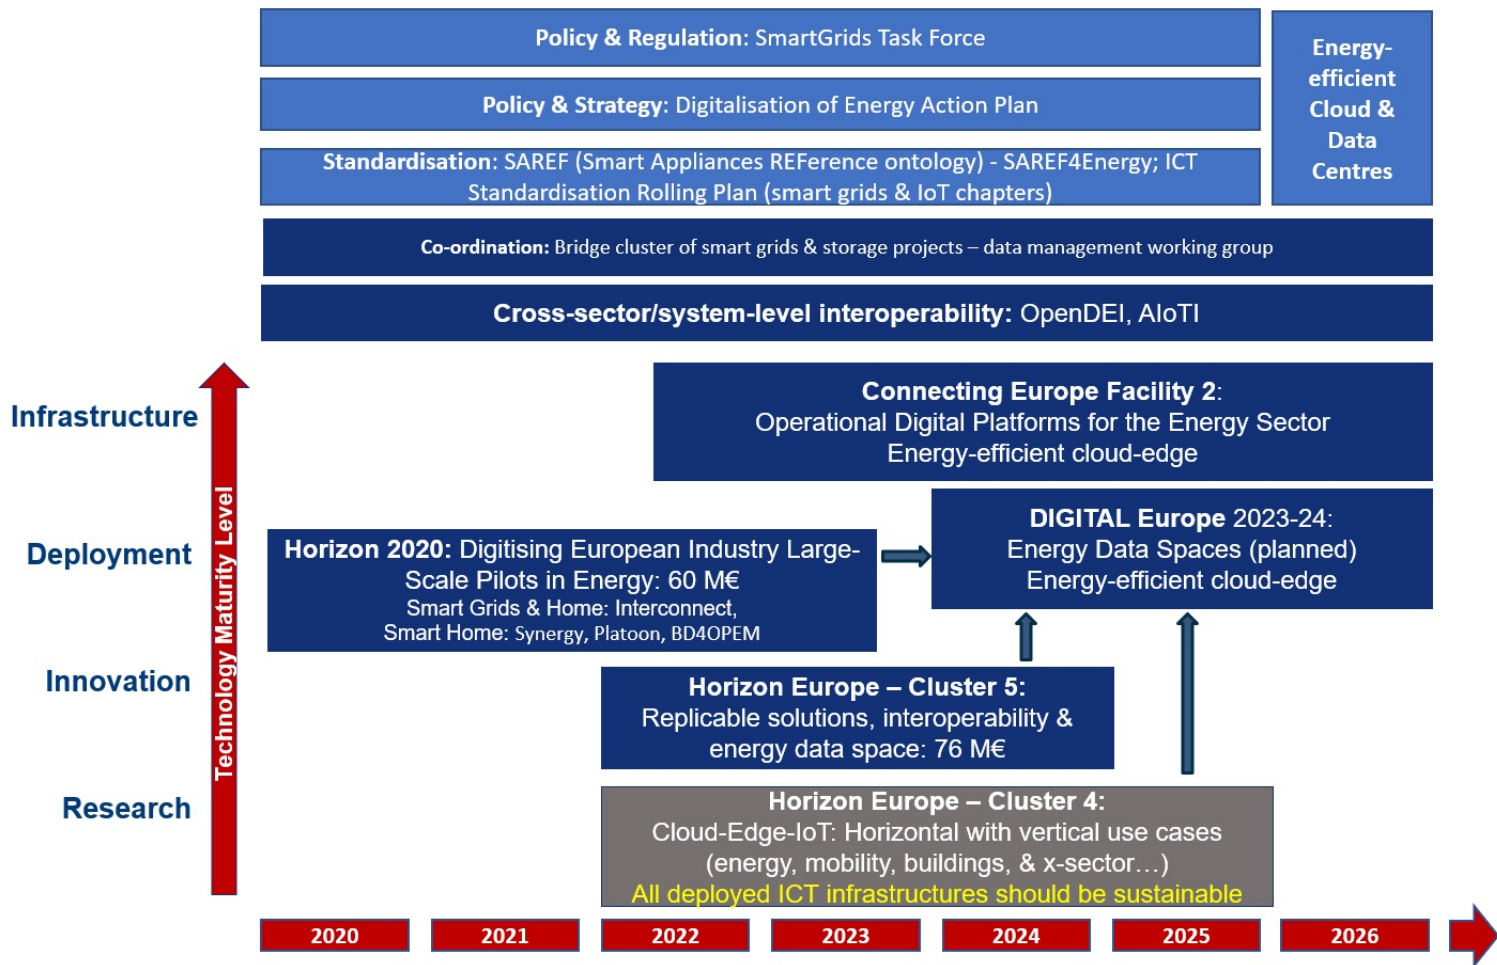 Policy & Regulation: SmartGrids Task Force
Energy-
efficient
Cloud &
Data
Centres
Policy & Strategy: Digitalisation of Energy Action Plan
Standardisation: SAREF (Smart Appliances REFerence ontology) - SAREF4Energy; ICT
Standardisation Rolling Plan (smart grids & IoT chapters)
Co-ordination: Bridge cluster of smart grids & storage projects – data management working group
Cross-sector/system-level interoperability: OpenDEI, AIoTI
Technology Maturity Level
Infrastructure
Connecting Europe Facility 2:
Operational Digital Platforms for the Energy Sector
Energy-efficient cloud-edge
Deployment
Horizon 2020: Digitising European Industry Large-
Scale Pilots in Energy: 60 M€
Smart Grids & Home: Interconnect,
Smart Home: Synergy, Platoon, BD4OPEM
DIGITAL Europe 2023-24:
Energy Data Spaces (planned)
Energy-efficient cloud-edge
Innovation
Horizon Europe – Cluster 5:
Replicable solutions, interoperability &
energy data space: 76 M€
Research
Horizon Europe – Cluster 4:
Cloud-Edge-IoT: Horizontal with vertical use cases
(energy, mobility, buildings, & x-sector…)
All deployed ICT infrastructures should be sustainable
2020
2021
2022
2023
2024
2025
2026